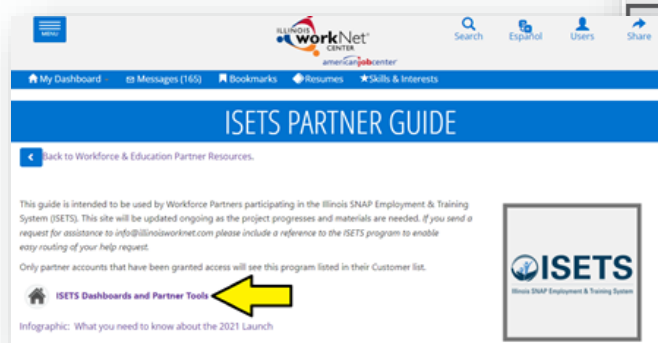 MENU
ILLINOIS
workNet®
CENTER
americanjobcenter
Search
Español
Users
Share
My Dashboard
Messages (165)
Bookmarks
Resumes
Skills & Interests
ISETS PARTNER GUIDE
Back to Workforce & Education Partner Resources.
This guide is intended to be used by Workforce Partners participating in the Illinois SNAP Employment & Training
System (ISETS). This site will be updated ongoing as the project progresses and materials are needed. If you send a
request for assistance to info@illinoisworknet.com please include a reference to the ISETS program to enable
easy routing of your help request.
Only partner accounts that have been granted access will see this program listed in their Customer list.
ISETS Dashboards and Partner Tools
Infographic: What you need to know about the 2021 Launch
ISETS
Illinois SNAP Employment & Training System